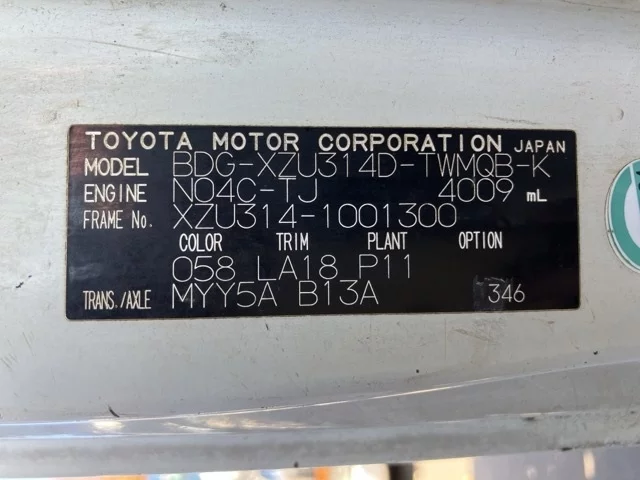 TOYOTA MOTOR CORPORATION JAPAN
MODEL BDG-XZU314D-TWMQB-K
ENGINE N04C-TJ 4009 mL
FRAME No. XZU314-1001300
COLOR TRIM PLANT OPTION
058 LA18 P11
TRANS./AXLE MYY5A B13A 346